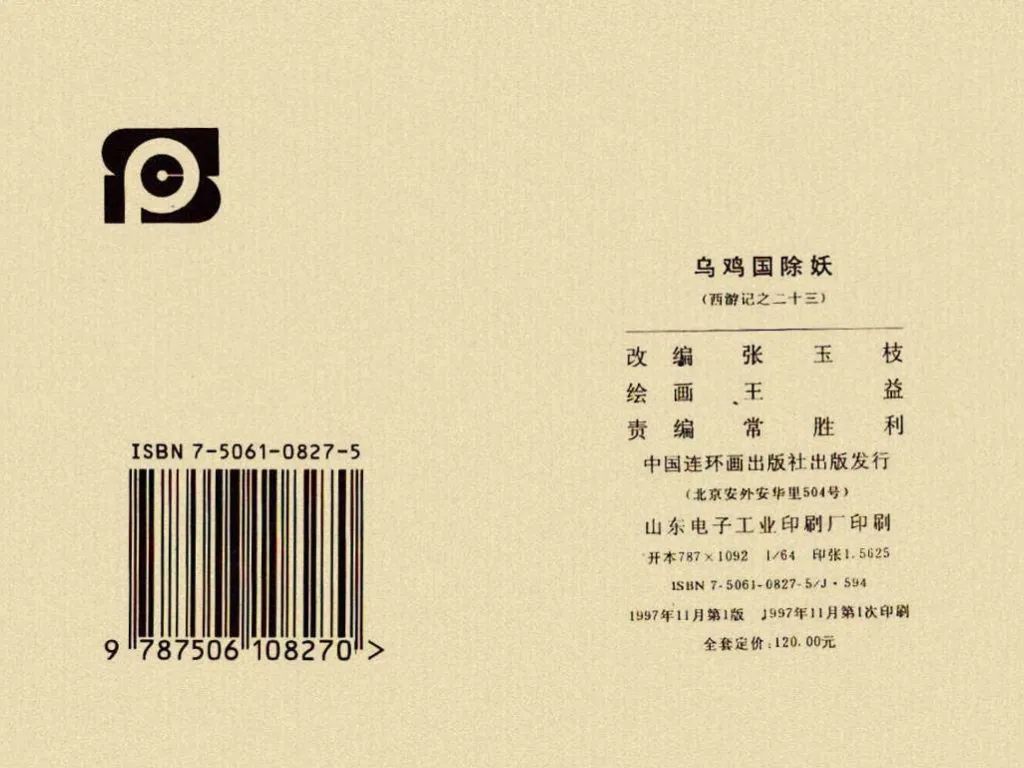 ISBN 7-5061-0827-5
9 787506 108270 >
乌鸡国除妖
(西游记之二十三)
改编 张玉枝
绘画 王益
责编 常胜利
中国连环画出版社出版发行
(北京安外安华里504号)
山东电子工业印刷厂印刷
开本787×1092 1/64 印张1.5625
ISBN 7-5061-0827-5/J·594
1997年11月第1版 1997年11月第1次印刷
全套定价:120.00元